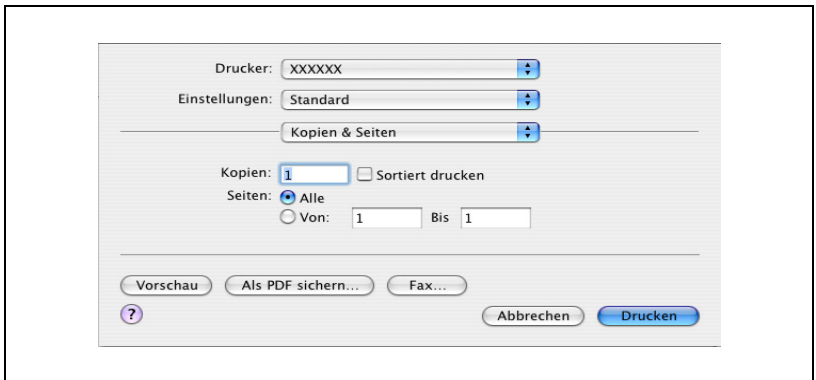 Drucker: XXXXXX
Einstellungen: Standard
Kopien & Seiten
Kopien: 1 Sortiert drucken
Seiten: Alle
Von: 1 Bis 1
Vorschau Als PDF sichern... Fax...
? Abbrechen Drucken